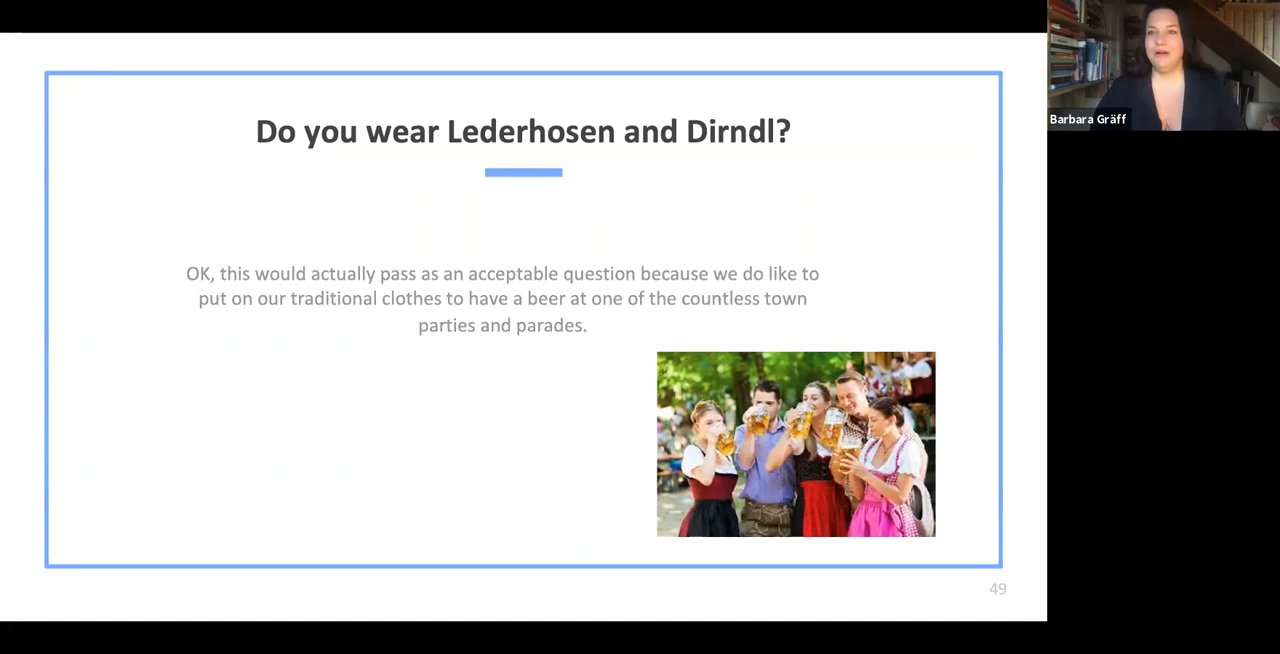 Do you wear Lederhosen and Dirndl?
OK, this would actually pass as an acceptable question because we do like to
put on our traditional clothes to have a beer at one of the countless town
parties and parades.
49
Barbara Gräff